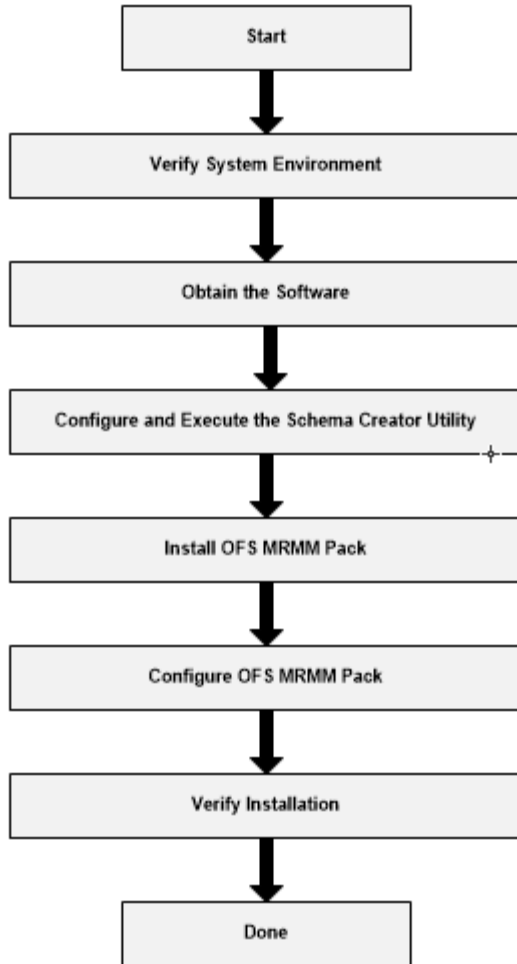 Start
Verify System Environment
Obtain the Software
Configure and Execute the Schema Creator Utility
Install OFS MRMM Pack
Configure OFS MRMM Pack
Verify Installation
Done